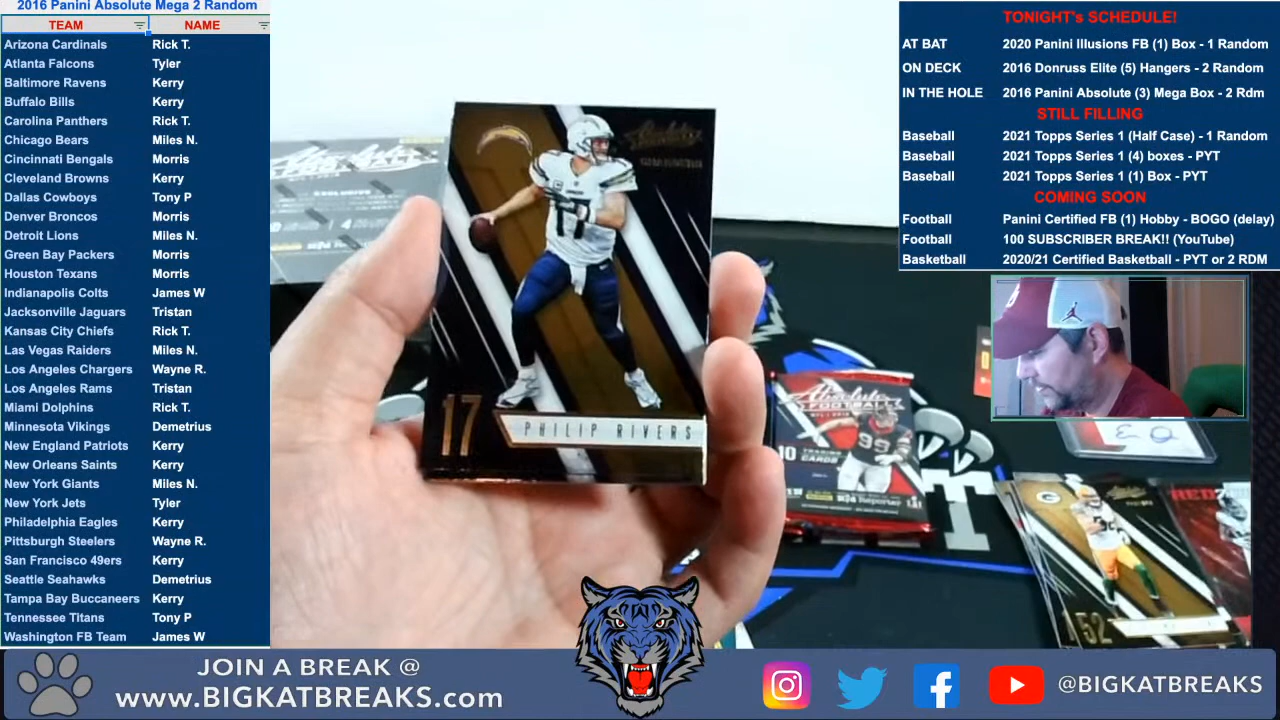 2016 Panini Absolute Mega 2 Random
TEAM NAME
Arizona Cardinals Rick T.
Atlanta Falcons Tyler
Baltimore Ravens Kerry
Buffalo Bills Kerry
Carolina Panthers Rick T.
Chicago Bears Miles N.
Cincinnati Bengals Morris
Cleveland Browns Kerry
Dallas Cowboys Tony P
Denver Broncos Morris
Detroit Lions Miles N.
Green Bay Packers Morris
Houston Texans Morris
Indianapolis Colts James W
Jacksonville Jaguars Tristan
Kansas City Chiefs Rick T.
Las Vegas Raiders Miles N.
Los Angeles Chargers Wayne R.
Los Angeles Rams Tristan
Miami Dolphins Rick T.
Minnesota Vikings Demetrius
New England Patriots Kerry
New Orleans Saints Kerry
New York Giants Miles N.
New York Jets Tyler
Philadelphia Eagles Kerry
Pittsburgh Steelers Wayne R.
San Francisco 49ers Kerry
Seattle Seahawks Demetrius
Tampa Bay Buccaneers Kerry
Tennessee Titans Tony P
Washington FB Team James W
17
17 PHILIP RIVERS
Absolute
FOOTBALL
99
10 TRADING
CARDS
52
TONIGHT's SCHEDULE!
AT BAT 2020 Panini Illusions FB (1) Box - 1 Random
ON DECK 2016 Donruss Elite (5) Hangers - 2 Random
IN THE HOLE 2016 Panini Absolute (3) Mega Box - 2 Rdm
STILL FILLING
Baseball 2021 Topps Series 1 (Half Case) - 1 Random
Baseball 2021 Topps Series 1 (4) boxes - PYT
Baseball 2021 Topps Series 1 (1) Box - PYT
COMING SOON
Football Panini Certified FB (1) Hobby - BOGO (delay)
Football 100 SUBSCRIBER BREAK!! (YouTube)
Basketball 2020/21 Certified Basketball - PYT or 2 RDM
JOIN A BREAK @
www.BIGKATBREAKS.com
@BIGKATBREAKS